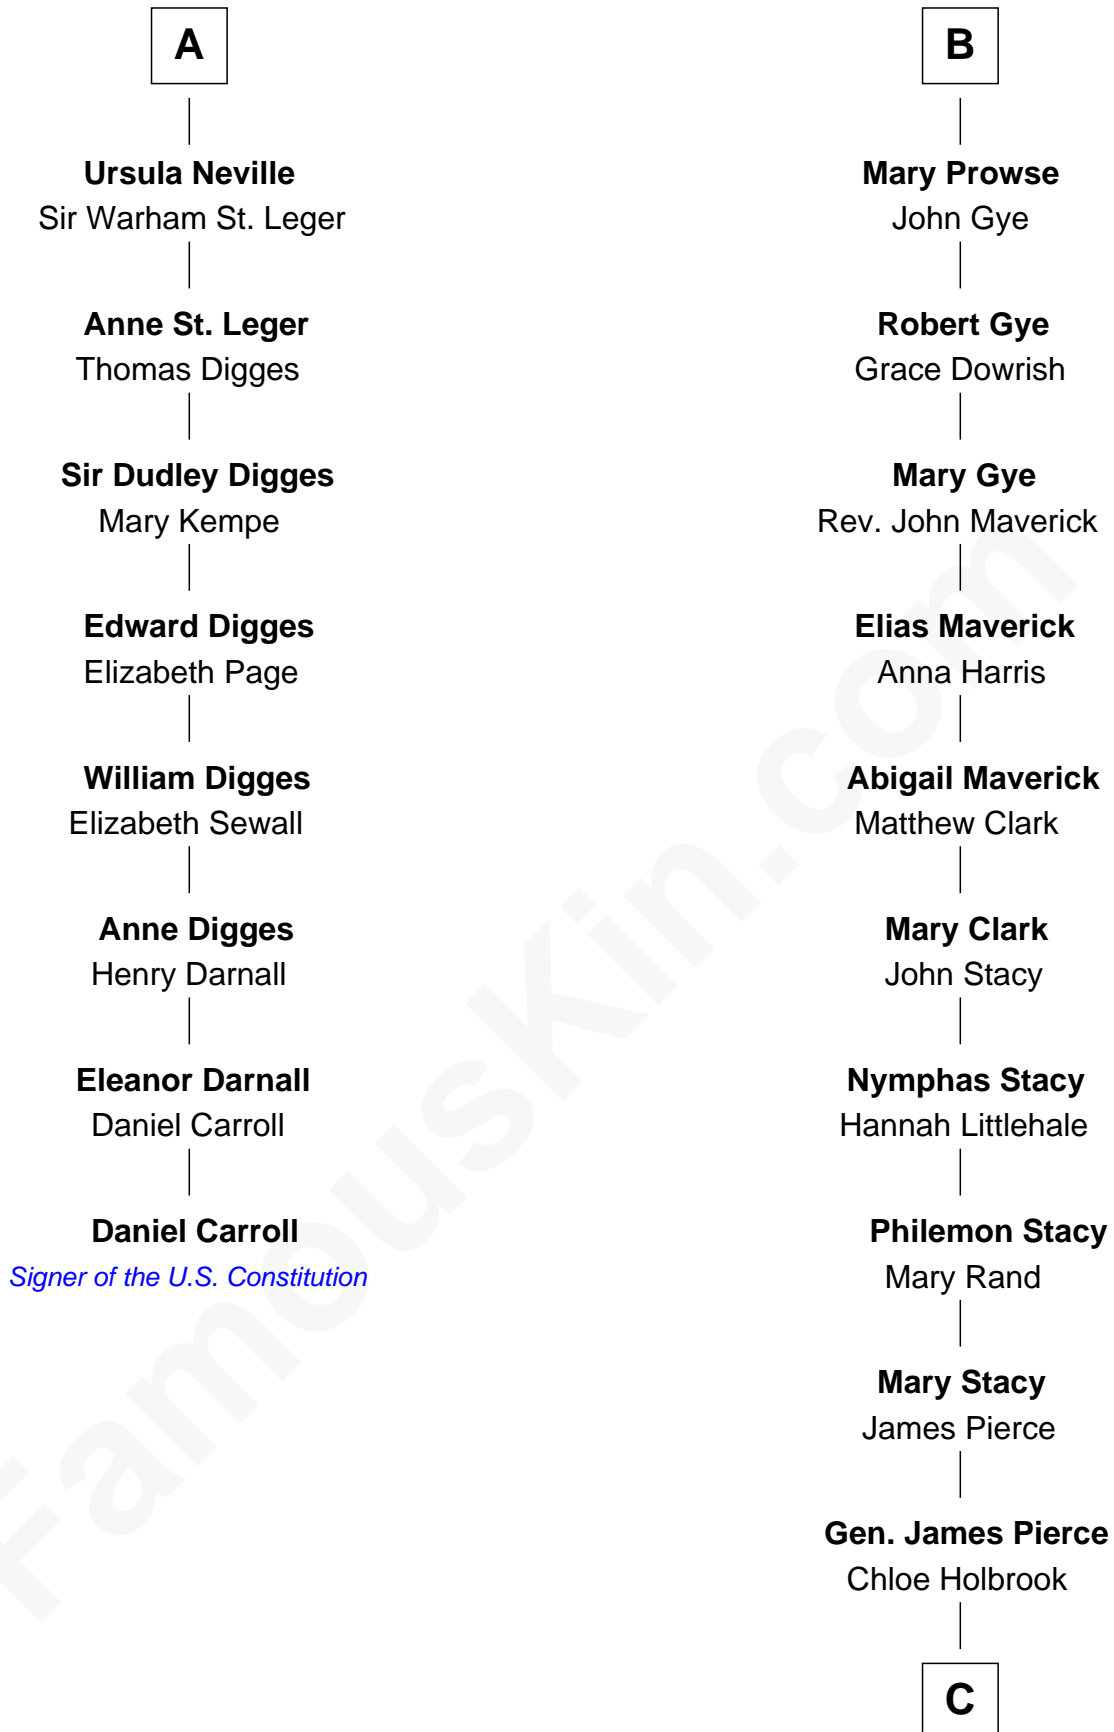 A
Ursula Neville
Sir Warham St. Leger
Anne St. Leger
Thomas Digges
Sir Dudley Digges
Mary Kempe
Edward Digges
Elizabeth Page
William Digges
Elizabeth Sewall
Anne Digges
Henry Darnall
Eleanor Darnall
Daniel Carroll
Daniel Carroll
Signer of the U.S. Constitution
B
Mary Prowse
John Gye
Robert Gye
Grace Dowrish
Mary Gye
Rev. John Maverick
Elias Maverick
Anna Harris
Abigail Maverick
Matthew Clark
Mary Clark
John Stacy
Nymphas Stacy
Hannah Littlehale
Philemon Stacy
Mary Rand
Mary Stacy
James Pierce
Gen. James Pierce
Chloe Holbrook
C
FamousKin.com